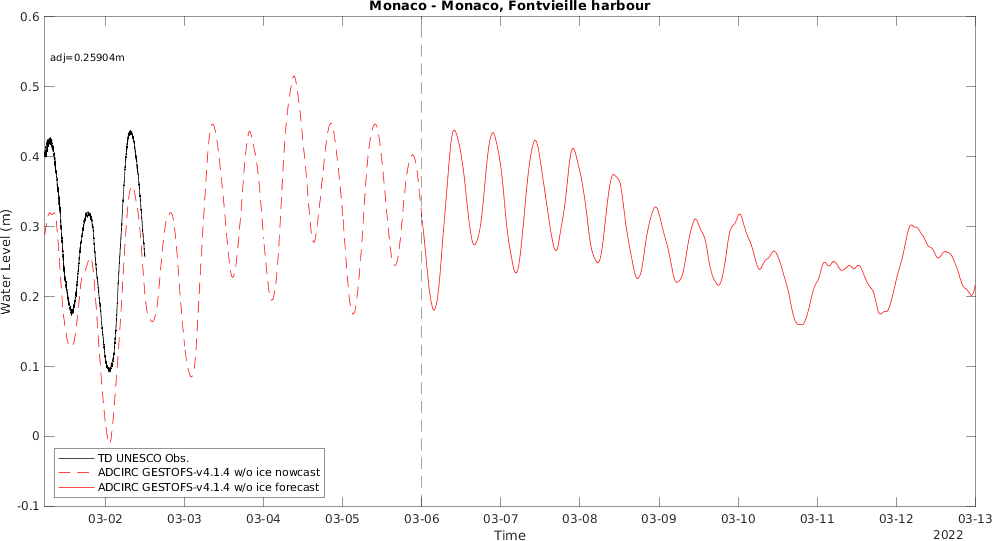 Monaco - Monaco, Fontvieille harbour
adj=0.25904m
0.6
0.5
0.4
0.3
0.2
0.1
0
-0.1
Water Level (m)
TD UNESCO Obs.
ADCIRC GESTOFS-v4.1.4 w/o ice nowcast
ADCIRC GESTOFS-v4.1.4 w/o ice forecast
03-02 03-03 03-04 03-05 03-06 03-07 03-08 03-09 03-10 03-11 03-12 03-13
Time
2022